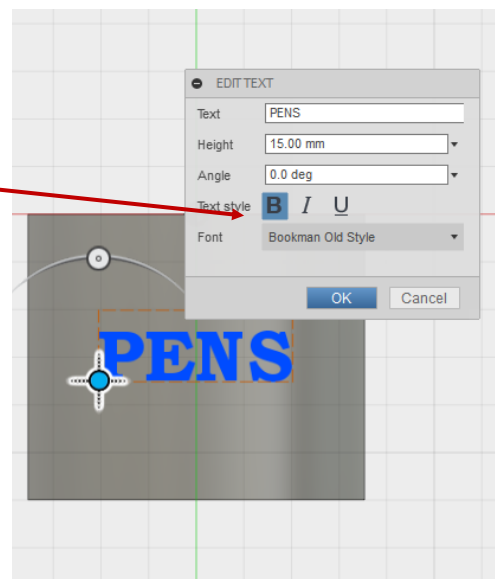 EDIT TEXT
Text PENS
Height 15.00 mm
Angle 0.0 deg
Text style B I U
Font Bookman Old Style
OK Cancel
PENS